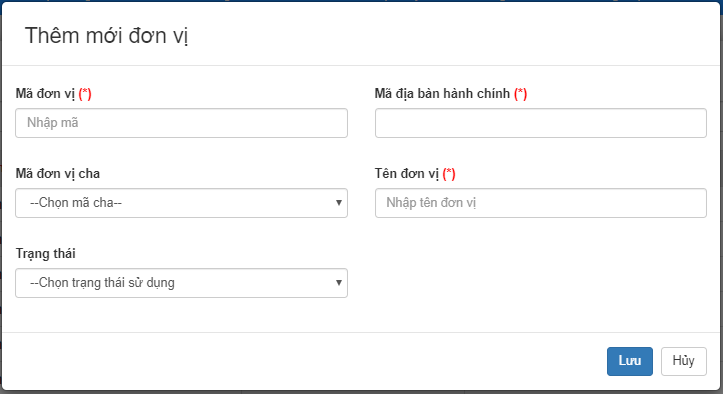 Thêm mới đơn vị
Mã đơn vị (*)
Mã địa bàn hành chính (*)
Nhập mã
Mã đơn vị cha
Tên đơn vị (*)
--Chọn mã cha--
Nhập tên đơn vị
Trạng thái
--Chọn trạng thái sử dụng
Lưu
Hủy